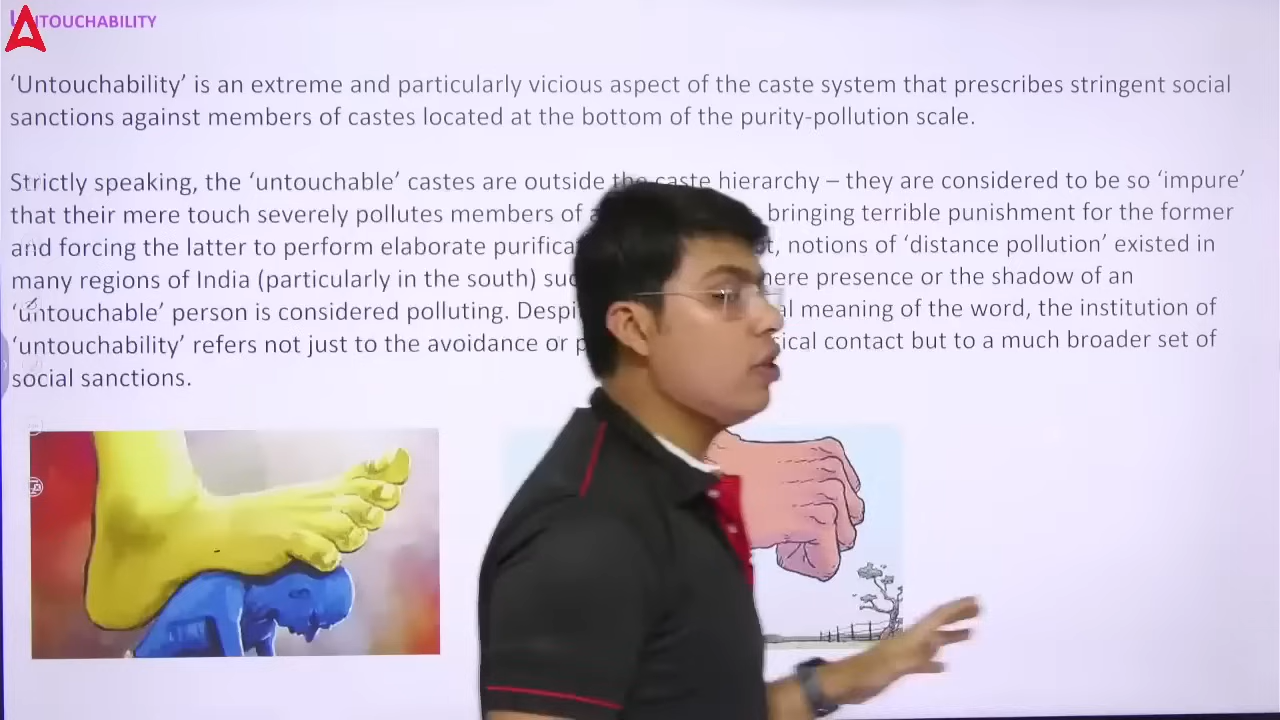 UNTOUCHABILITY
‘Untouchability’ is an extreme and particularly vicious aspect of the caste system that prescribes stringent social
sanctions against members of castes located at the bottom of the purity-pollution scale.
Strictly speaking, the ‘untouchable’ castes are outside the caste hierarchy – they are considered to be so ‘impure’
that their mere touch severely pollutes members of bringing terrible punishment for the former
and forcing the latter to perform elaborate notions of ‘distance pollution’ existed in
many regions of India (particularly in the south) presence or the shadow of an
‘untouchable’ person is considered polluting. meaning of the word, the institution of
‘untouchability’ refers not just to the avoidance or contact but to a much broader set of
social sanctions.